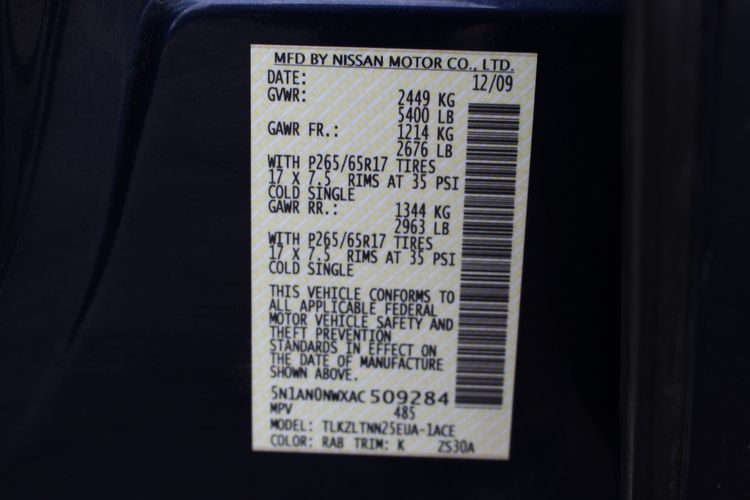 MFD BY NISSAN MOTOR CO., LTD.
DATE: 12/09
GVWR: 2449 KG
5400 LB
GAWR FR.: 1214 KG
2676 LB
WITH P265/65R17 TIRES
17 X 7.5 RIMS AT 35 PSI
COLD SINGLE
GAWR RR.: 1344 KG
2963 LB
WITH P265/65R17 TIRES
17 X 7.5 RIMS AT 35 PSI
COLD SINGLE
THIS VEHICLE CONFORMS TO
ALL APPLICABLE FEDERAL
MOTOR VEHICLE SAFETY AND
THEFT PREVENTION
STANDARDS IN EFFECT ON
THE DATE OF MANUFACTURE
SHOWN ABOVE.
5N1AN0NWXAC 509284
MPV 485
MODEL: TLKZLTNN25EUA-1ACE
COLOR: RAB TRIM: K ZS30A